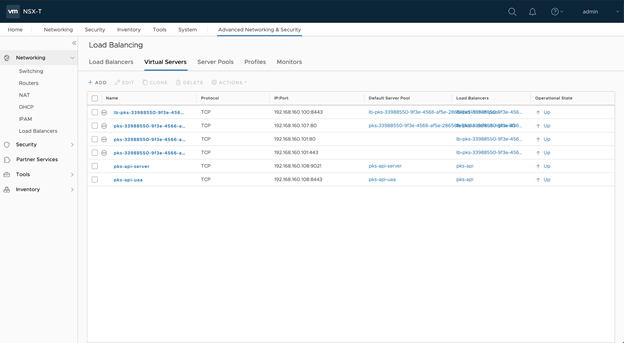 vm NSX-T admin
Home Networking Security Inventory Tools System Advanced Networking & Security
«
Load Balancing
Networking
Switching
Routers
NAT
DHCP
IPAM
Load Balancers
Security
Partner Services
Tools
Inventory
Load Balancers Virtual Servers Server Pools Profiles Monitors
+ ADD EDIT CLONE DELETE ACTIONS
Name Protocol IP:Port Default Server Pool Load Balancers Operational State
lb-pks-33988550-9f3e-456... TCP 192.168.160.100:8443 lb-pks-33988550-9f3e-4566-af5e- lb-pks-33988550-9f3e-456... Up
pks-33988550-9f3e-4566-a... TCP 192.168.160.107:80 pks-33988550-9f3e-4566-af5e- lb-pks-33988550-9f3e-456... Up
pks-33988550-9f3e-4566-a... TCP 192.168.160.101:80 lb-pks-33988550-9f3e-456... Up
pks-33988550-9f3e-4566-a... TCP 192.168.160.101:443 lb-pks-33988550-9f3e-456... Up
pks-api-server TCP 192.168.160.108:9021 pks-api-server pks-api Up
pks-api-uaa TCP 192.168.160.108:8443 pks-api-uaa pks-api Up